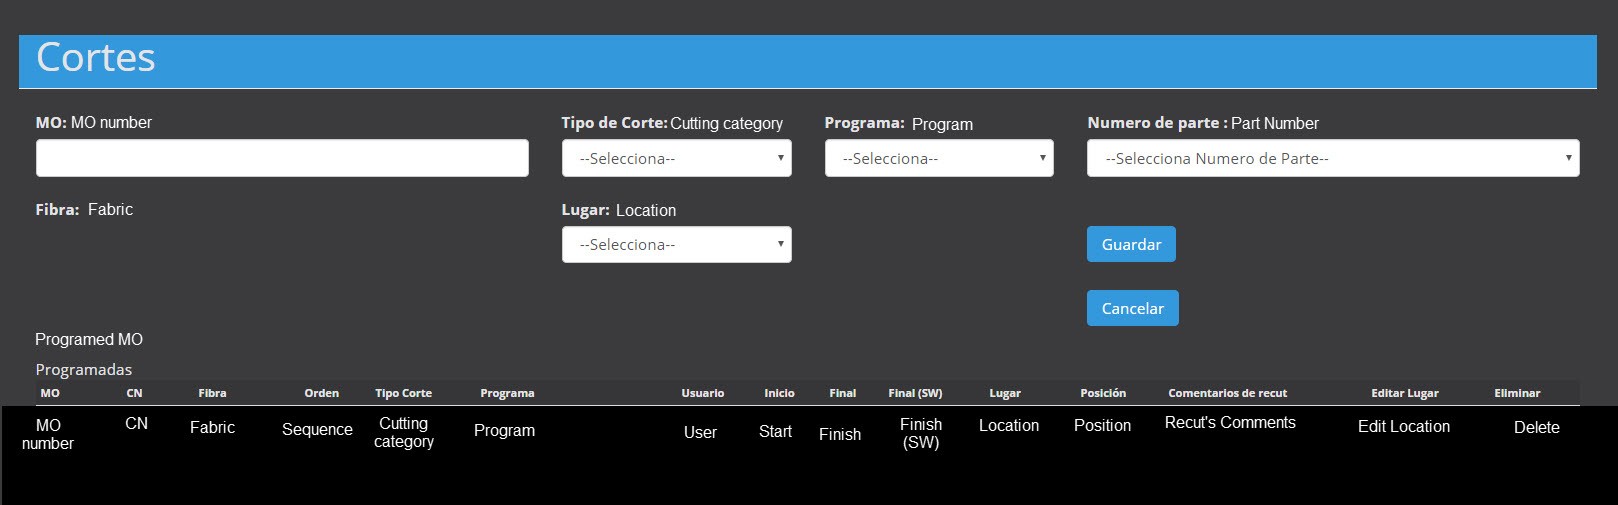 Cortes
MO: MO number
Tipo de Corte: Cutting category
Programa: Program
Numero de parte : Part Number
--Selecciona--
--Selecciona--
--Selecciona Numero de Parte--
Fibra: Fabric
Lugar: Location
--Selecciona--
Guardar
Cancelar
Programed MO
Programadas
MO CN Fibra Orden Tipo Corte Programa Usuario Inicio Final Final (SW) Lugar Posición Comentarios de recut Editar Lugar Eliminar
MO number
CN
Fabric
Sequence
Cutting category
Program
User
Start
Finish
Finish (SW)
Location
Position
Recut's Comments
Edit Location
Delete